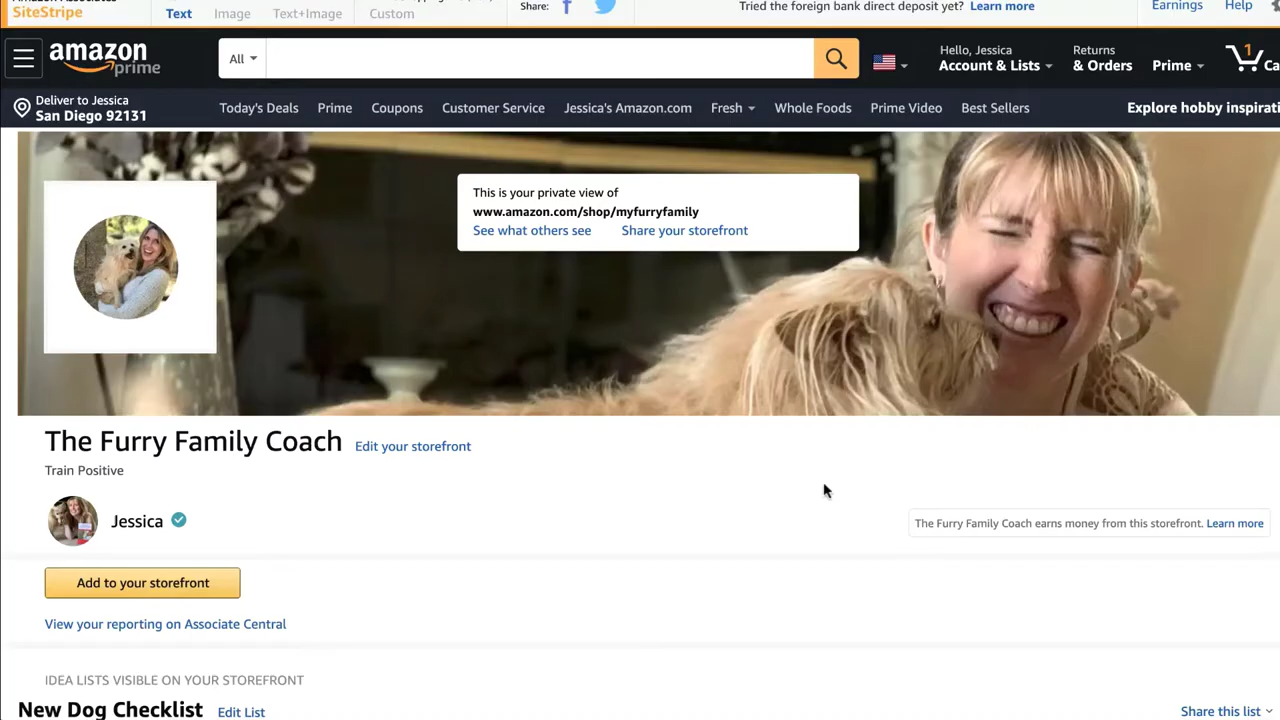 SiteStripe
Text Image Text+Image Custom
Share:
Tried the foreign bank direct deposit yet? Learn more
Earnings Help
amazon prime
All
Hello, Jessica
Account & Lists
Returns
& Orders
Prime
1
Ca
Deliver to Jessica
San Diego 92131
Today's Deals Prime Coupons Customer Service Jessica's Amazon.com Fresh Whole Foods Prime Video Best Sellers
Explore hobby inspirati
This is your private view of
www.amazon.com/shop/myfurryfamily
See what others see Share your storefront
The Furry Family Coach Edit your storefront
Train Positive
Jessica
The Furry Family Coach earns money from this storefront. Learn more
Add to your storefront
View your reporting on Associate Central
IDEA LISTS VISIBLE ON YOUR STOREFRONT
New Dog Checklist Edit List
Share this list